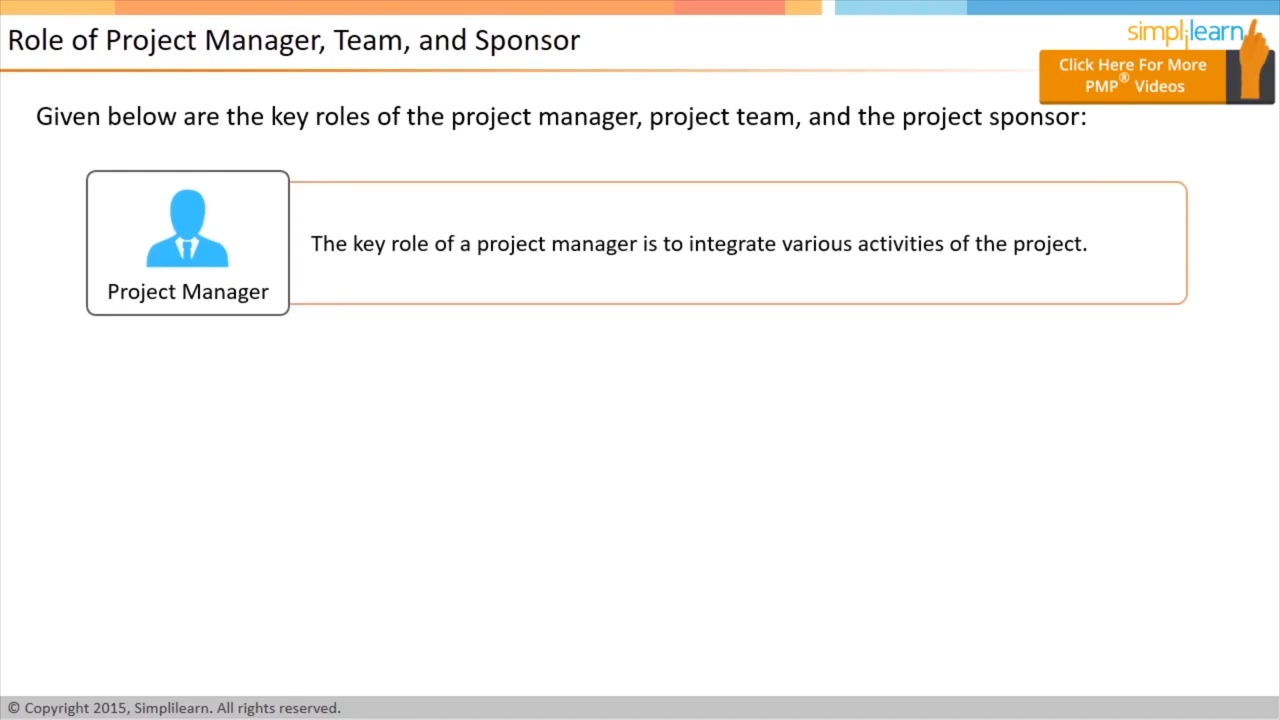 Role of Project Manager, Team, and Sponsor
simplilearn
Click Here For More
PMP® Videos
Given below are the key roles of the project manager, project team, and the project sponsor:
The key role of a project manager is to integrate various activities of the project.
Project Manager
© Copyright 2015, Simplilearn. All rights reserved.